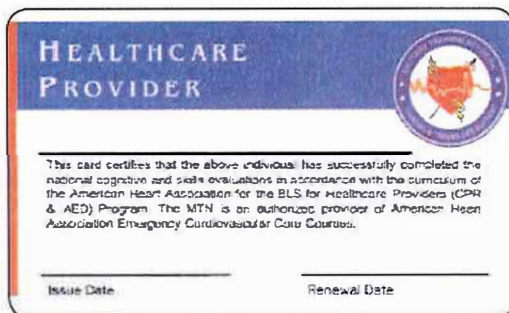 HEALTHCARE
PROVIDER
This card certifies that the above individual has successfully completed the
national cognitive and skills evaluations in accordance with the curriculum of
the American Heart Association for the BLS for Healthcare Providers (CPR
& AED) Program. The MTN is an authorized provider of American Heart
Association Emergency Cardiovascular Care Courses.
Issue Date
Renewal Date